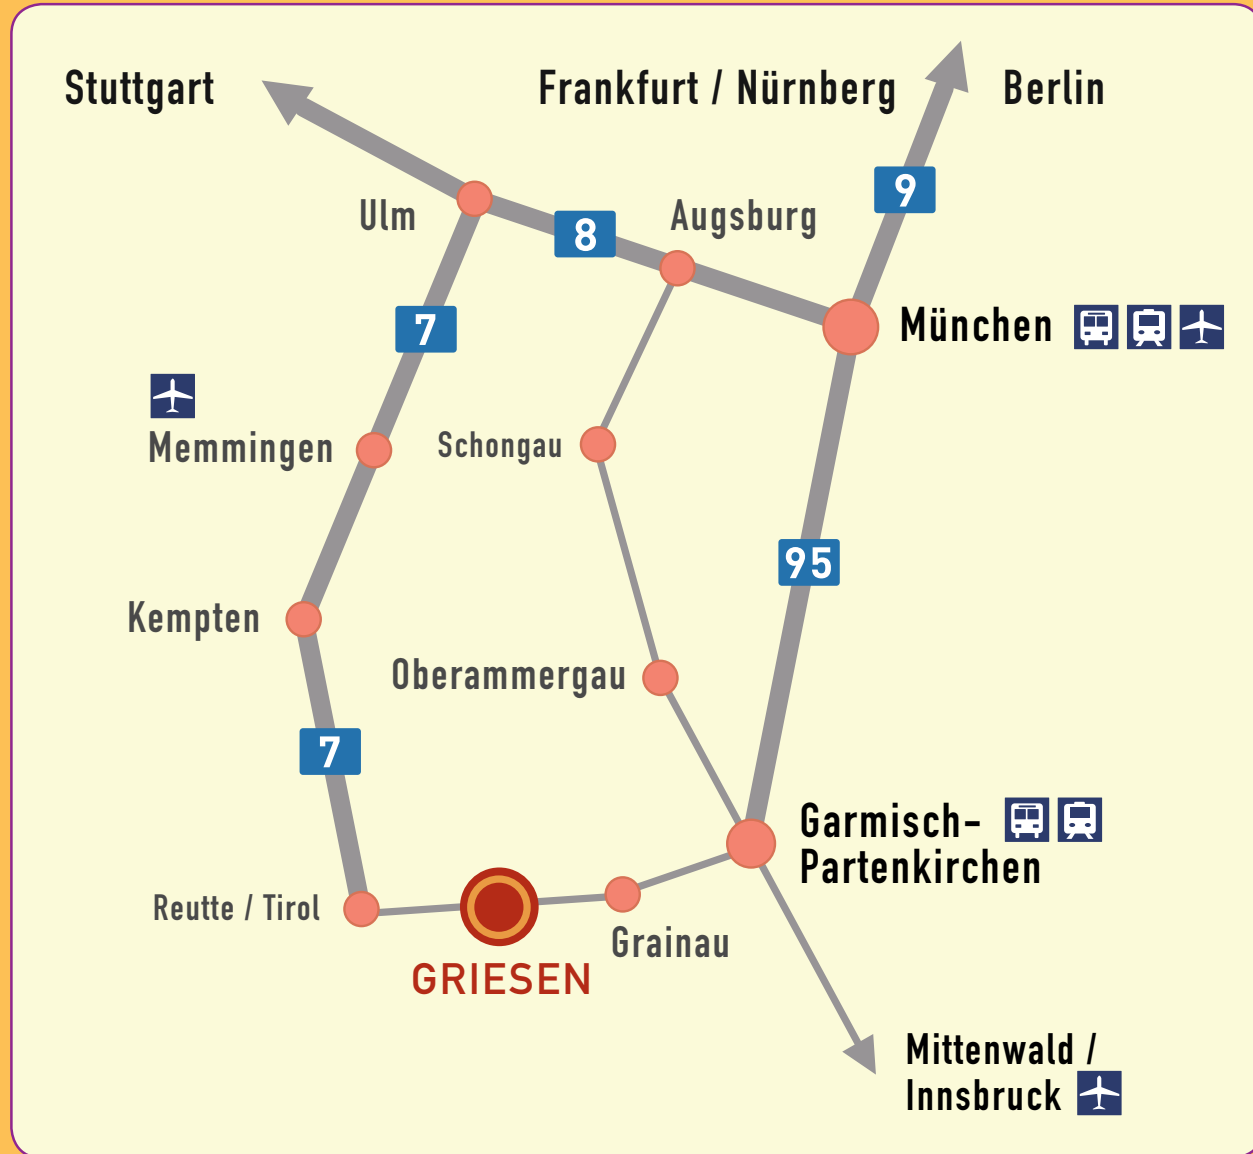 Stuttgart
Frankfurt / Nürnberg
Berlin
9
Ulm
8
Augsburg
7
München
Memmingen
Schongau
95
Kempten
Oberammergau
7
Garmisch-
Partenkirchen
Reutte / Tirol
Grainau
GRIESEN
Mittenwald /
Innsbruck